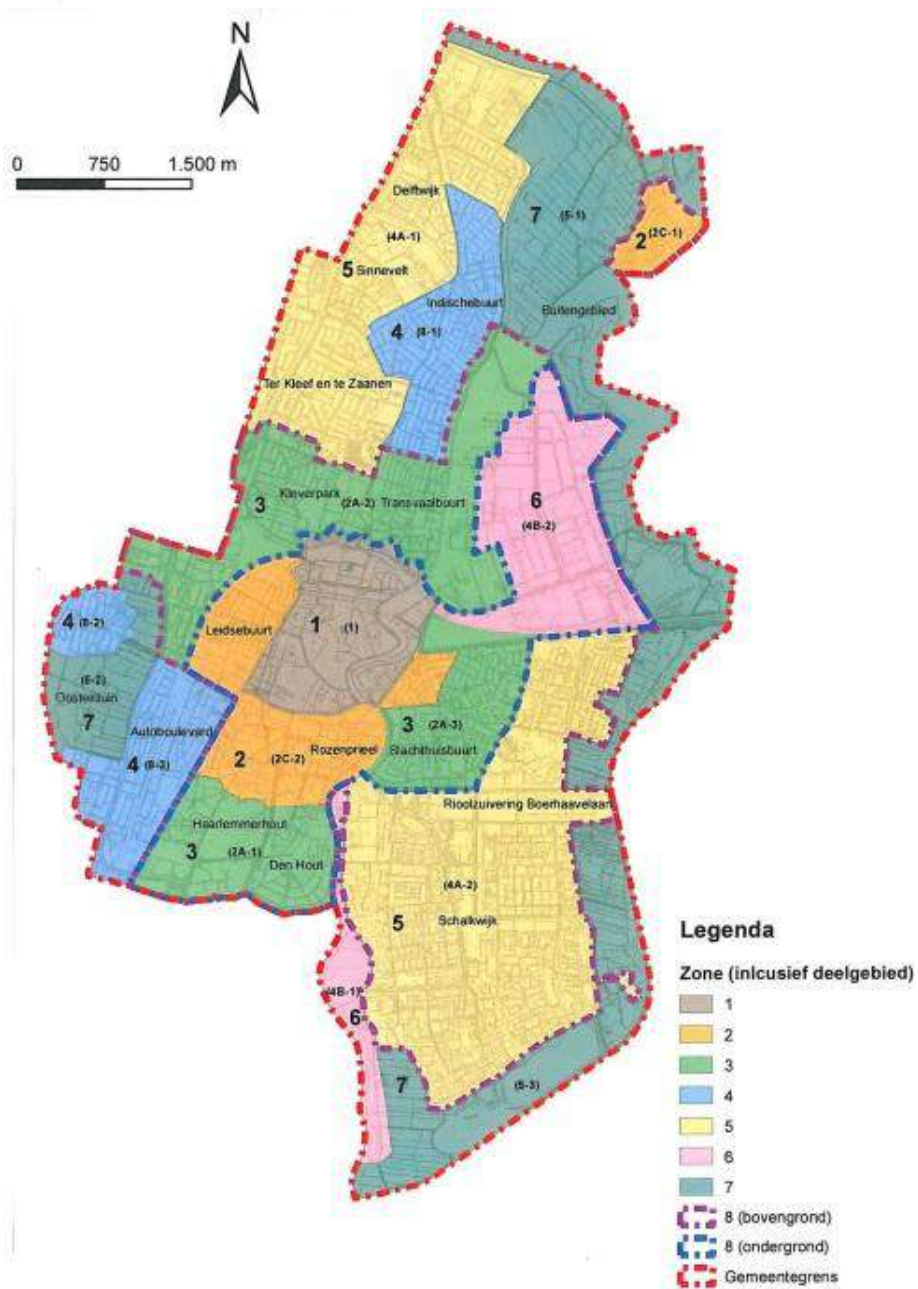 N
0 750 1.500 m
Delftwijk
7 (5-1)
2 (2C-1)
(4A-1)
5 Sinnevelt
Indischebuurt
Buitengebied
4 (8-1)
Ter Kleef en te Zaanen
Kleverpark
3 (2A-2) Transvaalbuurt
6
(4B-2)
1 (1)
4 (8-2)
Leidsebuurt
Oosterduin
7
Autoboulevard
3 (2A-3)
Slachthuisbuurt
Rozenprieel
2 (2C-2)
4 (8-3)
Rioolzuivering Boerhaavelaan
Haarlemmerhout
3 (2A-1)
Den Hout
(4A-2)
5 Schalkwijk
(4B-1)
6
7 (5-3)
Legenda
Zone (inlcusief deelgebied)
1
2
3
4
5
6
7
8 (bovengrond)
8 (ondergrond)
Gemeentegrens